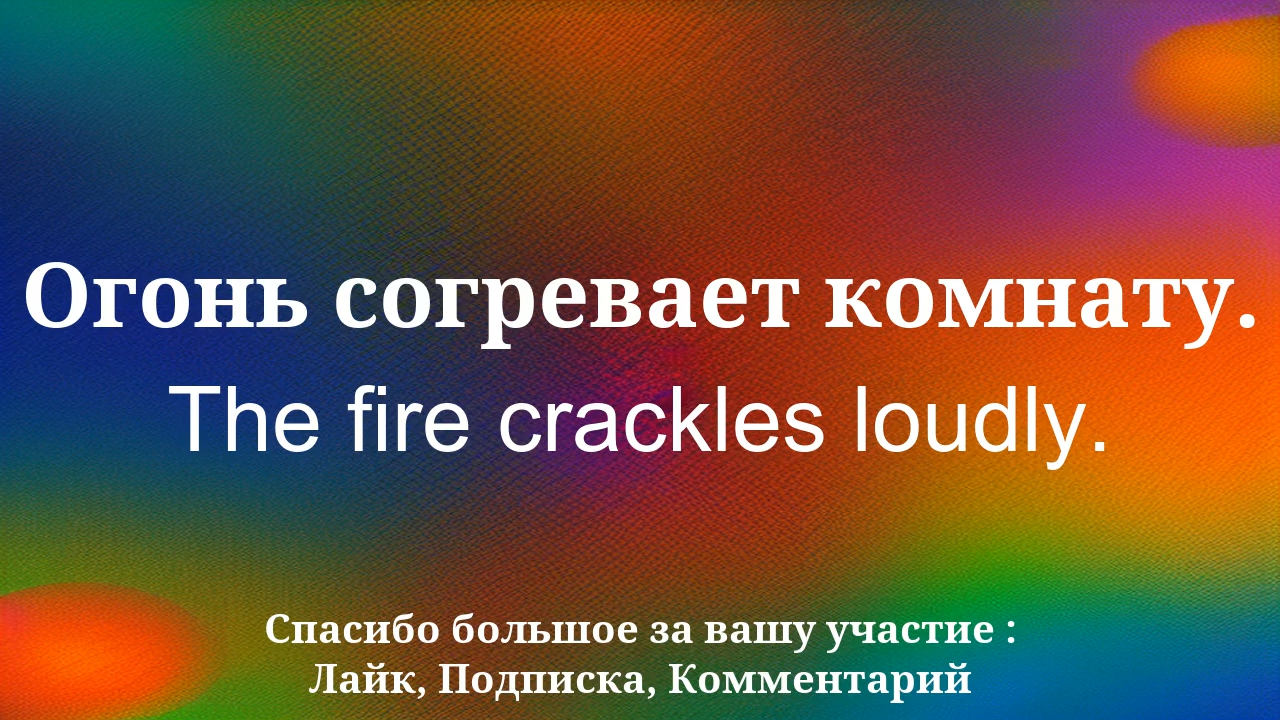 Огонь согревает комнату.
The fire crackles loudly.
Спасибо большое за вашу участие :
Лайк, Подписка, Комментарий